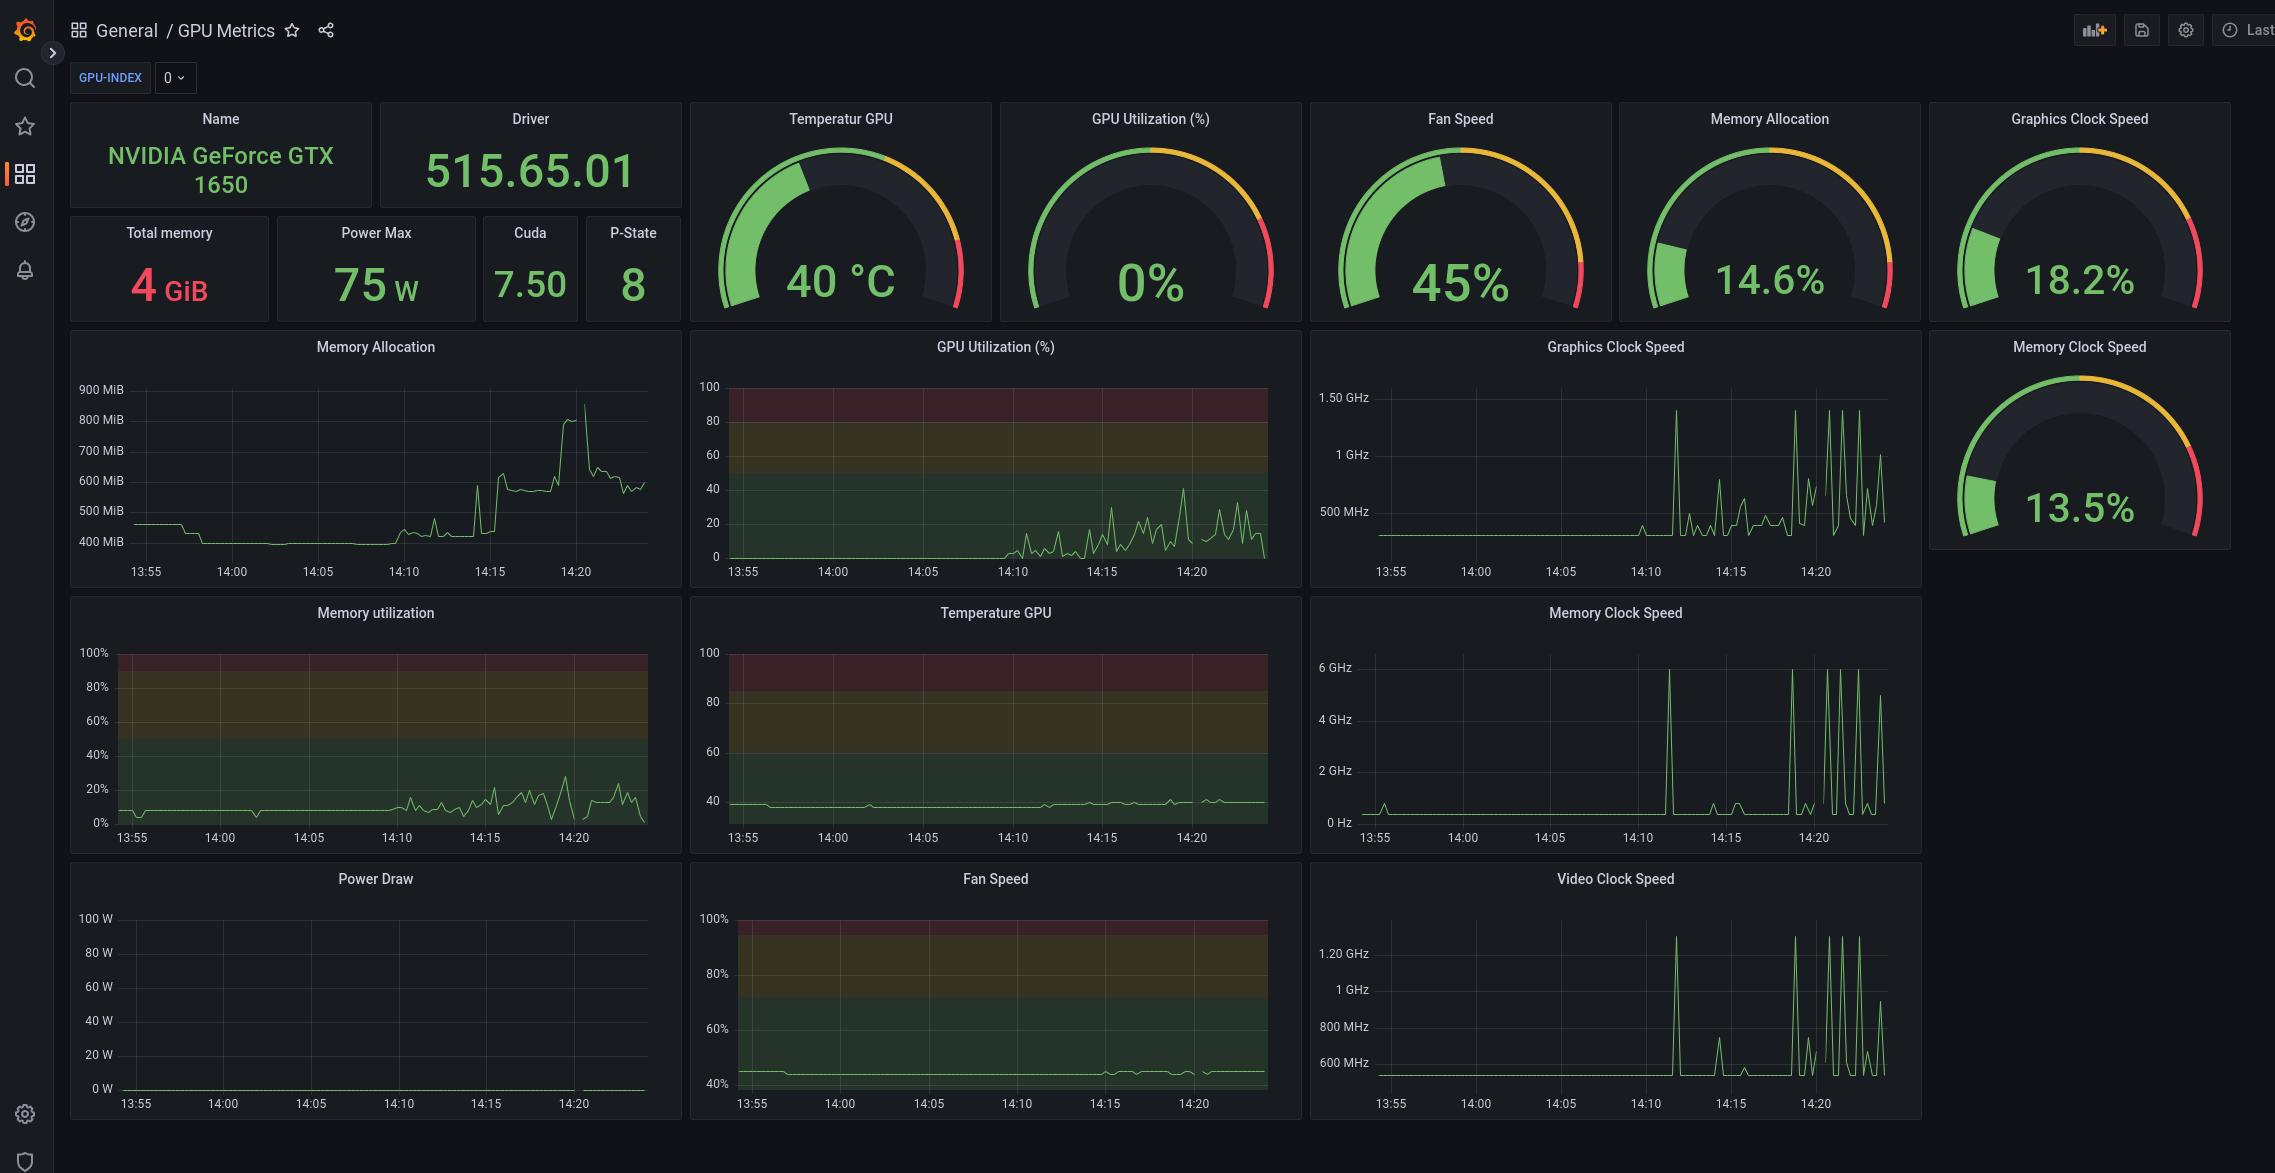 General / GPU Metrics
Last
GPU-INDEX 0
Name
NVIDIA GeForce GTX
1650
Driver
515.65.01
Temperatur GPU
40 °C
GPU Utilization (%)
0%
Fan Speed
45%
Memory Allocation
14.6%
Graphics Clock Speed
18.2%
Total memory
4 GiB
Power Max
75 W
Cuda
7.50
P-State
8
Memory Allocation
900 MiB
800 MiB
700 MiB
600 MiB
500 MiB
400 MiB
13:55 14:00 14:05 14:10 14:15 14:20
GPU Utilization (%)
100
80
60
40
20
0
13:55 14:00 14:05 14:10 14:15 14:20
Graphics Clock Speed
1.50 GHz
1 GHz
500 MHz
13:55 14:00 14:05 14:10 14:15 14:20
Memory Clock Speed
13.5%
Memory utilization
100%
80%
60%
40%
20%
0%
13:55 14:00 14:05 14:10 14:15 14:20
Temperature GPU
100
80
60
40
13:55 14:00 14:05 14:10 14:15 14:20
Memory Clock Speed
6 GHz
4 GHz
2 GHz
0 Hz
13:55 14:00 14:05 14:10 14:15 14:20
Power Draw
100 W
80 W
60 W
40 W
20 W
0 W
13:55 14:00 14:05 14:10 14:15 14:20
Fan Speed
100%
80%
60%
40%
13:55 14:00 14:05 14:10 14:15 14:20
Video Clock Speed
1.20 GHz
1 GHz
800 MHz
600 MHz
13:55 14:00 14:05 14:10 14:15 14:20